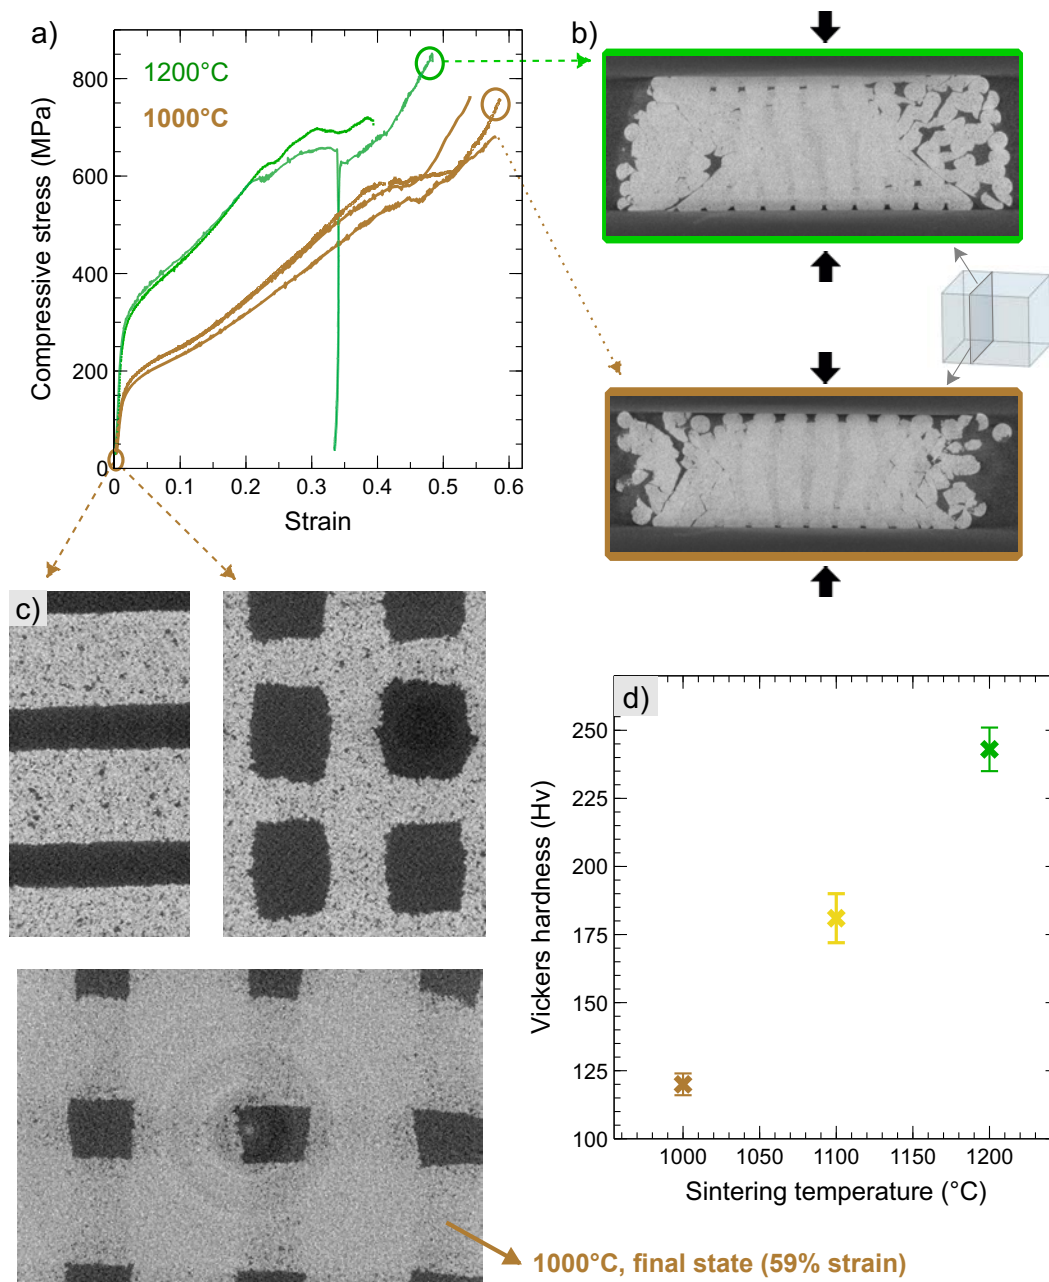 a)
1200°C
1000°C
Compressive stress (MPa)
800
600
400
200
0
0
0.1
0.2
0.3
0.4
0.5
0.6
Strain
b)
c)
d)
Vickers hardness (Hv)
250
225
200
175
150
125
100
1000
1050
1100
1150
1200
Sintering temperature (°C)
1000°C, final state (59% strain)